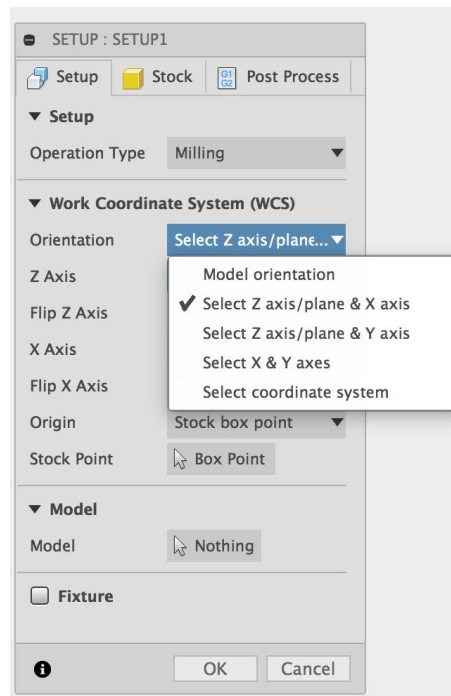 SETUP : SETUP1
Setup Stock G1 G2 Post Process
▼ Setup
Operation Type Milling
▼ Work Coordinate System (WCS)
Orientation Select Z axis/plane...
Model orientation
Z Axis
✔ Select Z axis/plane & X axis
Flip Z Axis
Select Z axis/plane & Y axis
X Axis
Select X & Y axes
Flip X Axis
Select coordinate system
Origin Stock box point
Stock Point Box Point
▼ Model
Model Nothing
Fixture
OK Cancel